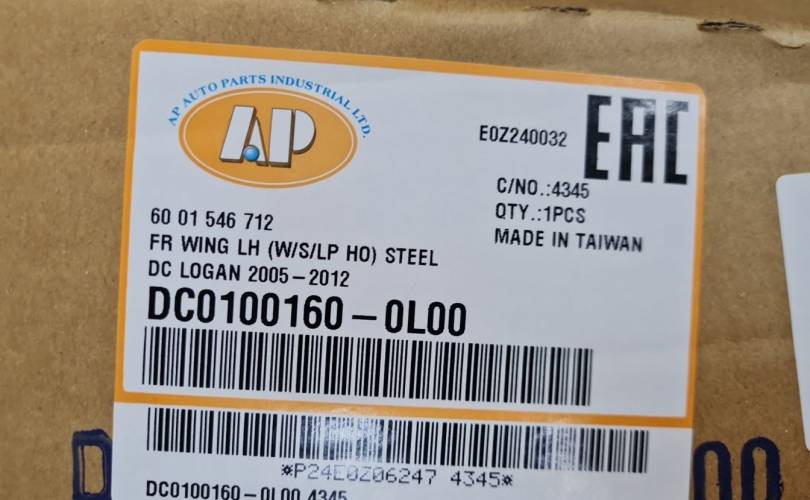 AP AUTO PARTS INDUSTRIAL LTD.
AP
E0Z240032
EAC
C/NO.:4345
QTY.:1PCS
MADE IN TAIWAN
60 01 546 712
FR WING LH (W/S/LP HO) STEEL
DC LOGAN 2005-2012
DC0100160-0L00
*P24E0Z06247 4345*
DC0100160-0L00 4345
D
00